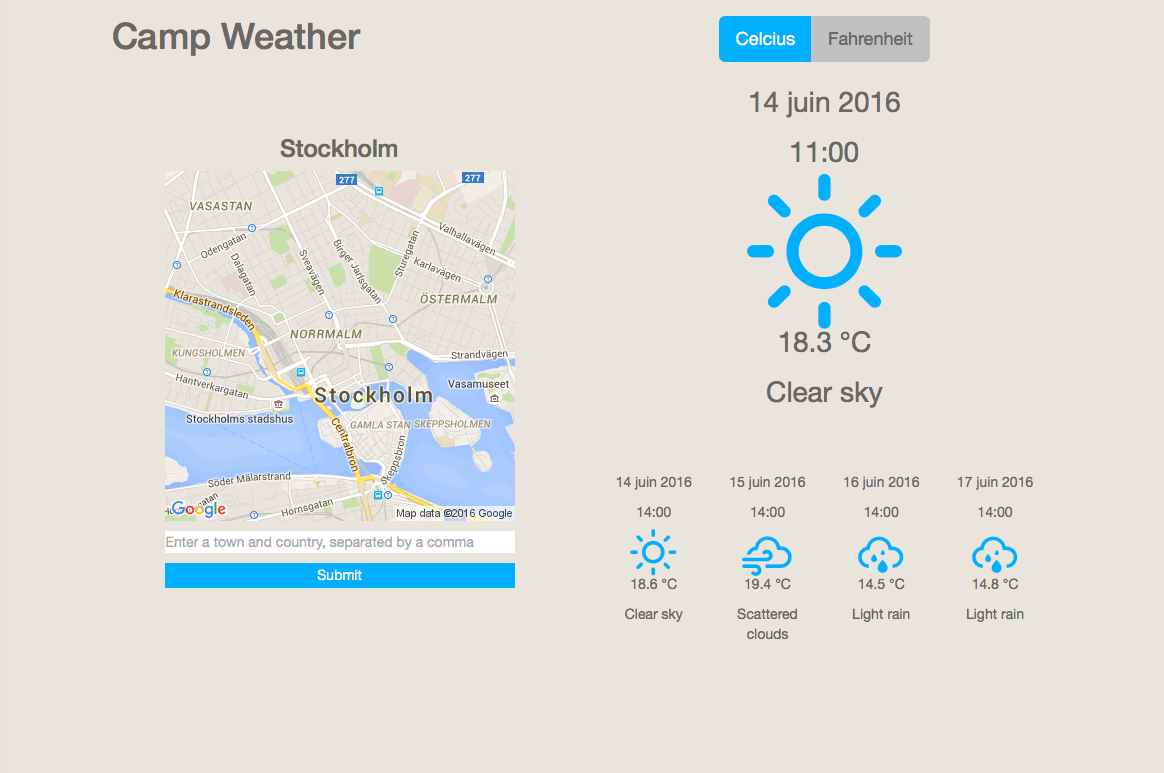 Camp Weather
Celcius Fahrenheit
14 juin 2016
11:00
18.3 °C
Clear sky
Stockholm
277
277
VASASTAN
Odengatan
Dalagatan
Sveavägen
Birger Jarlsgatan
Sturegatan
Valhallavägen
Karlavägen
ÖSTERMALM
Klarastrandsleden
NORRMALM
KUNGSHOLMEN
Strandvägen
Hantverkargatan
Vasamuseet
Stockholm
Stockholms stadshus
GAMLA STAN
SKEPPSHOLMEN
Centralbron
Skeppsbron
Söder Mälarstrand
Hornsgatan
Google
Map data ©2016 Google
Enter a town and country, separated by a comma
Submit
14 juin 2016 15 juin 2016 16 juin 2016 17 juin 2016
14:00 14:00 14:00 14:00
18.6 °C 19.4 °C 14.5 °C 14.8 °C
Clear sky Scattered Light rain Light rain
clouds